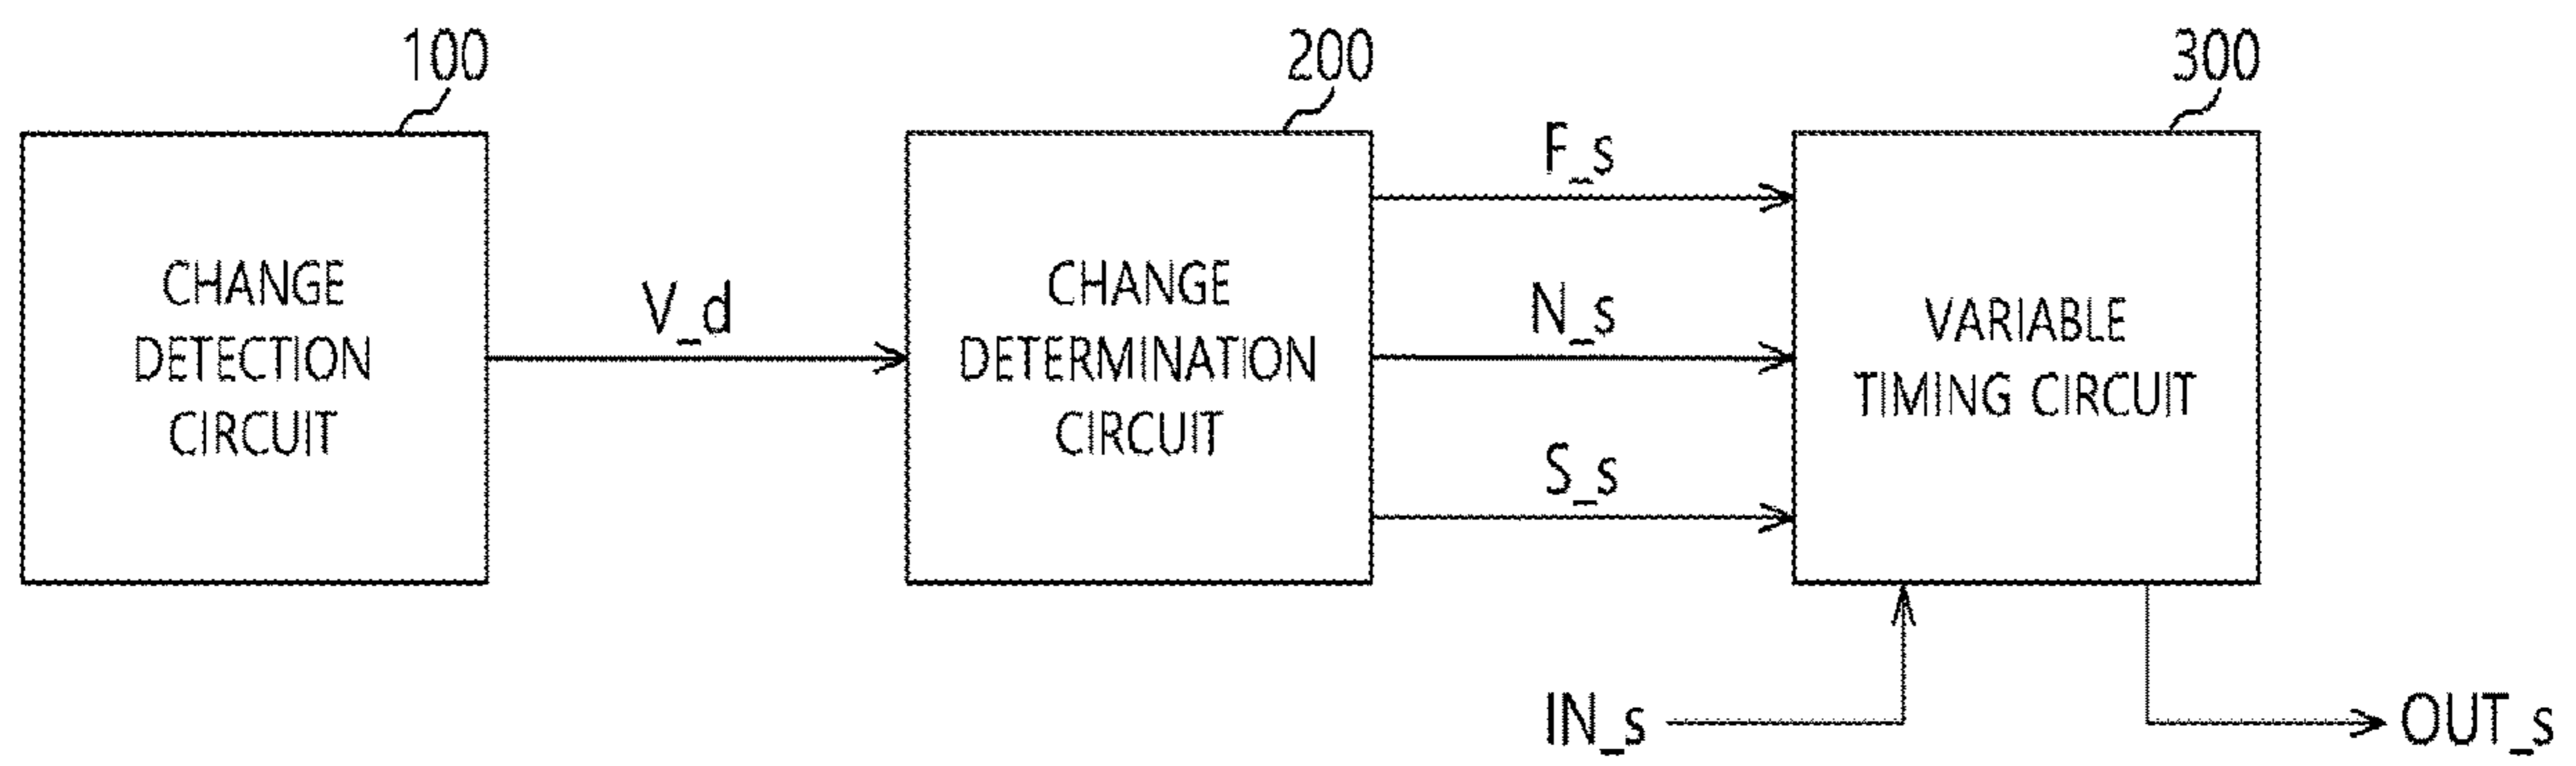 100
200
300
CHANGE
DETECTION
CIRCUIT
V_d
CHANGE
DETERMINATION
CIRCUIT
F_s
N_s
S_s
VARIABLE
TIMING CIRCUIT
IN_s
OUT_s